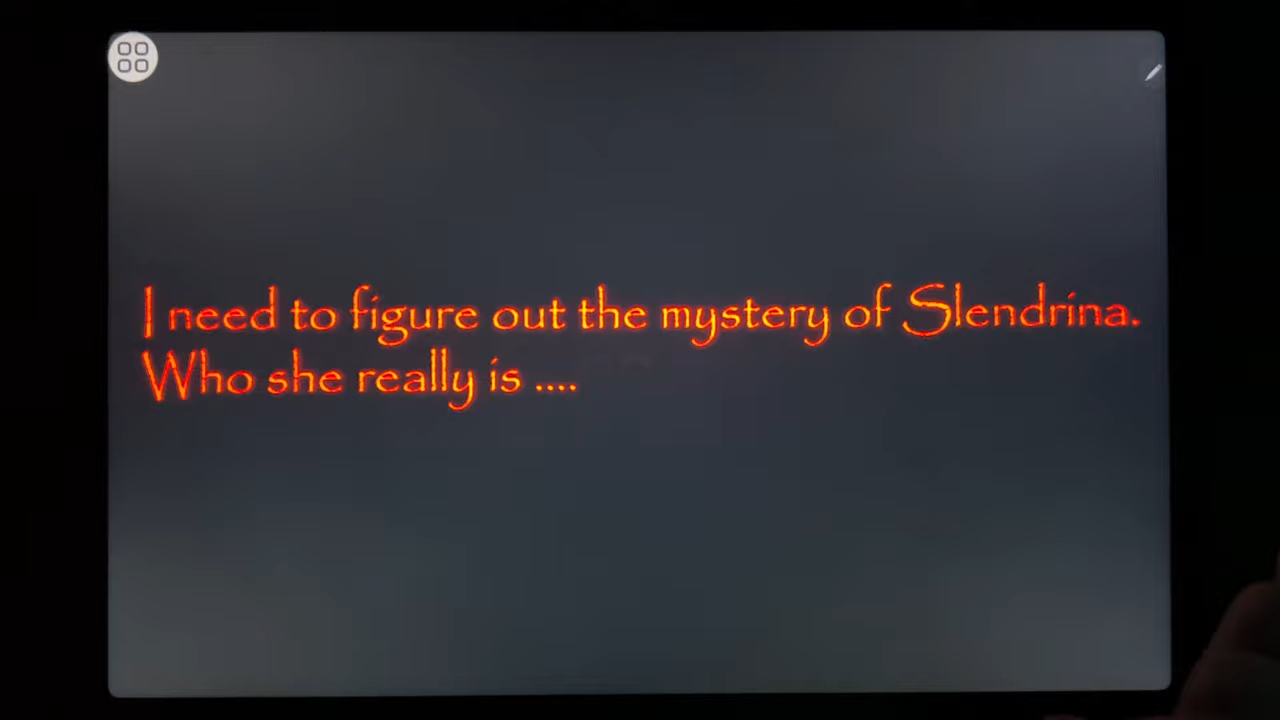 I need to figure out the mystery of Slendrina.
Who she really is ....